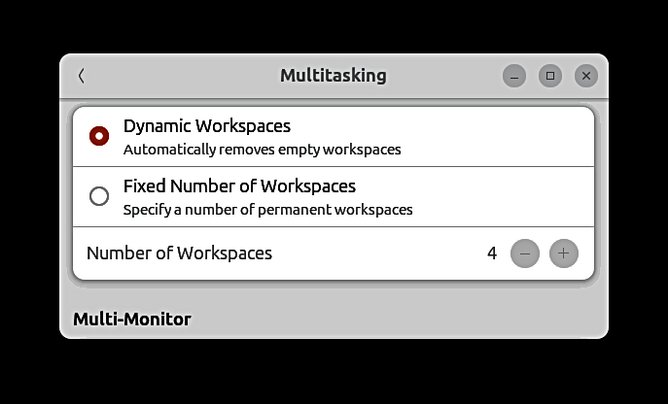 Multitasking
Dynamic Workspaces
Automatically removes empty workspaces
Fixed Number of Workspaces
Specify a number of permanent workspaces
Number of Workspaces 4
Multi-Monitor